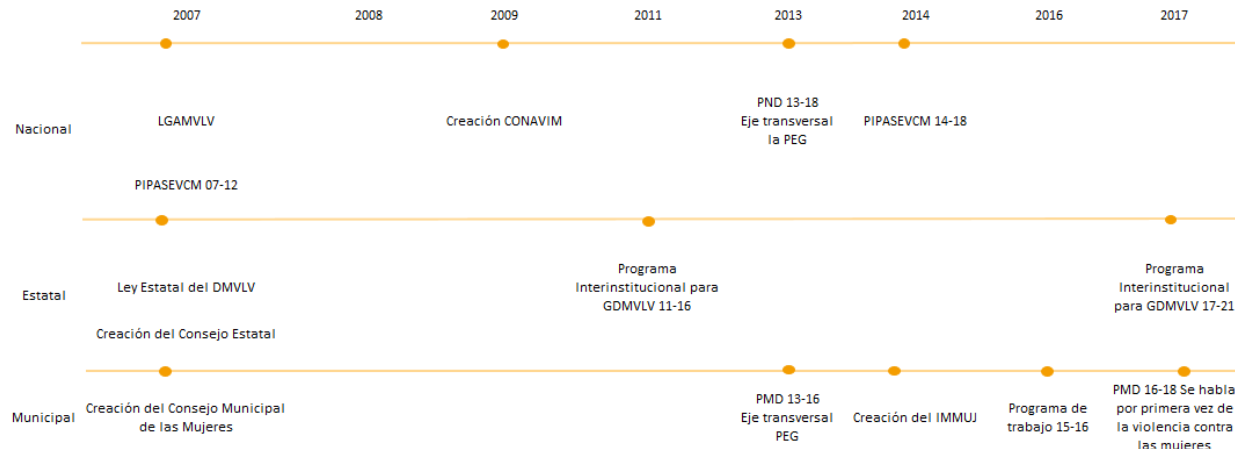 2007 2008 2009 2011 2013 2014 2016 2017
Nacional
LGAMVLV
PIPASEVCM 07-12
Creación CONAVIM
PND 13-18
Eje transversal
la PEG
PIPASEVCM 14-18
Estatal
Ley Estatal del DMVLV
Creación del Consejo Estatal
Programa
Interinstitucional para
GDMVLV 11-16
Programa
Interinstitucional
para GDMVLV 17-21
Municipal
Creación del Consejo Municipal
de las Mujeres
PMD 13-16
Eje transversal
PEG
Creación del IMMUJ
Programa de
trabajo 15-16
PMD 16-18 Se habla
por primera vez de
la violencia contra
las mujeres